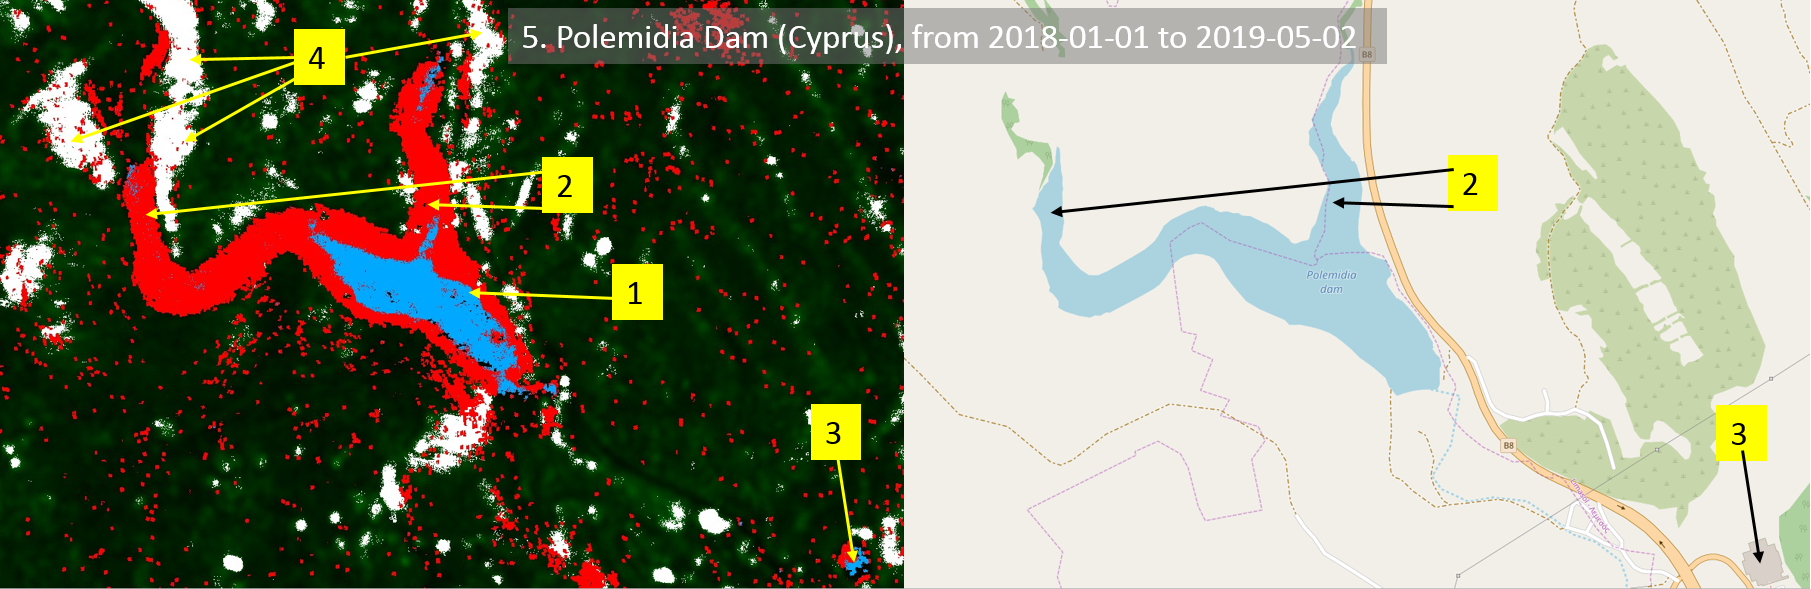 5. Polemidia Dam (Cyprus), from 2018-01-01 to 2019-05-02
4
2
1
3
B8
2
Polemidia
dam
B8
3